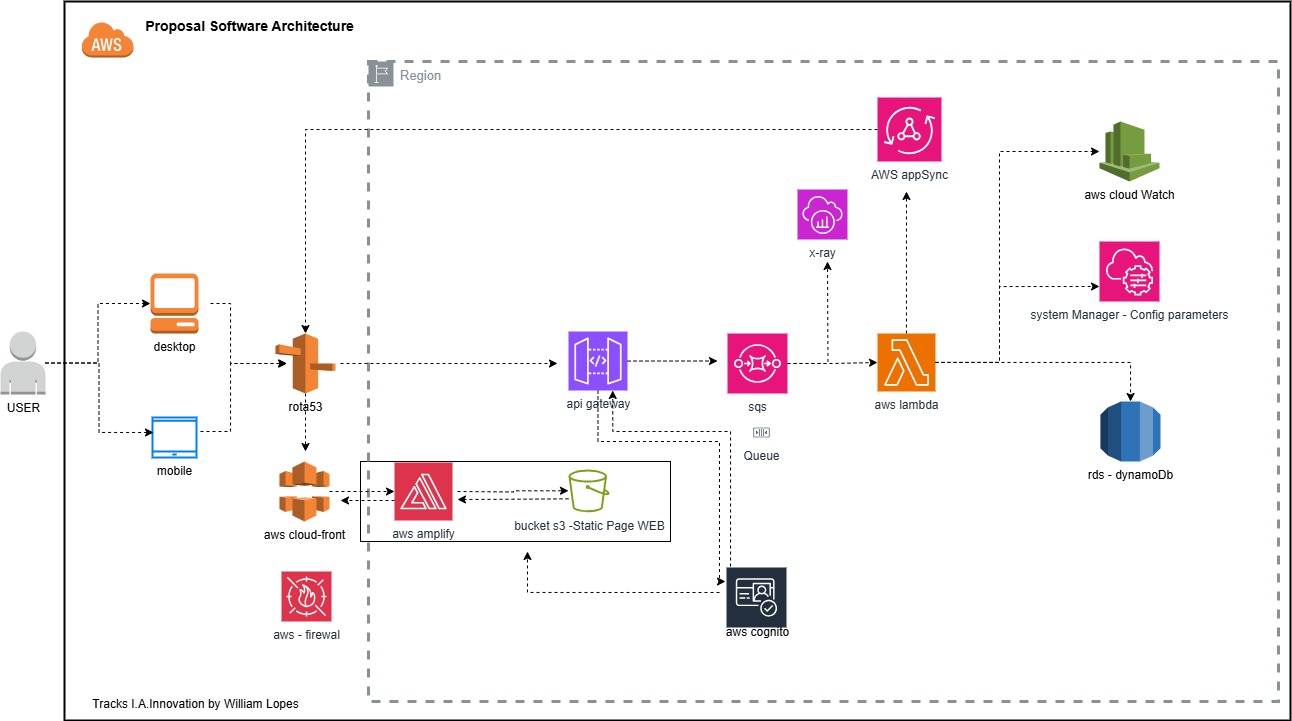 Proposal Software Architecture
AWS
Region
AWS appSync
aws cloud Watch
x-ray
system Manager - Config parameters
desktop
USER
rota53
api gateway
sqs
aws lambda
mobile
Queue
rds - dynamoDb
aws cloud-front
aws amplify
bucket s3 -Static Page WEB
aws - firewal
aws cognito
Tracks I.A.Innovation by William Lopes